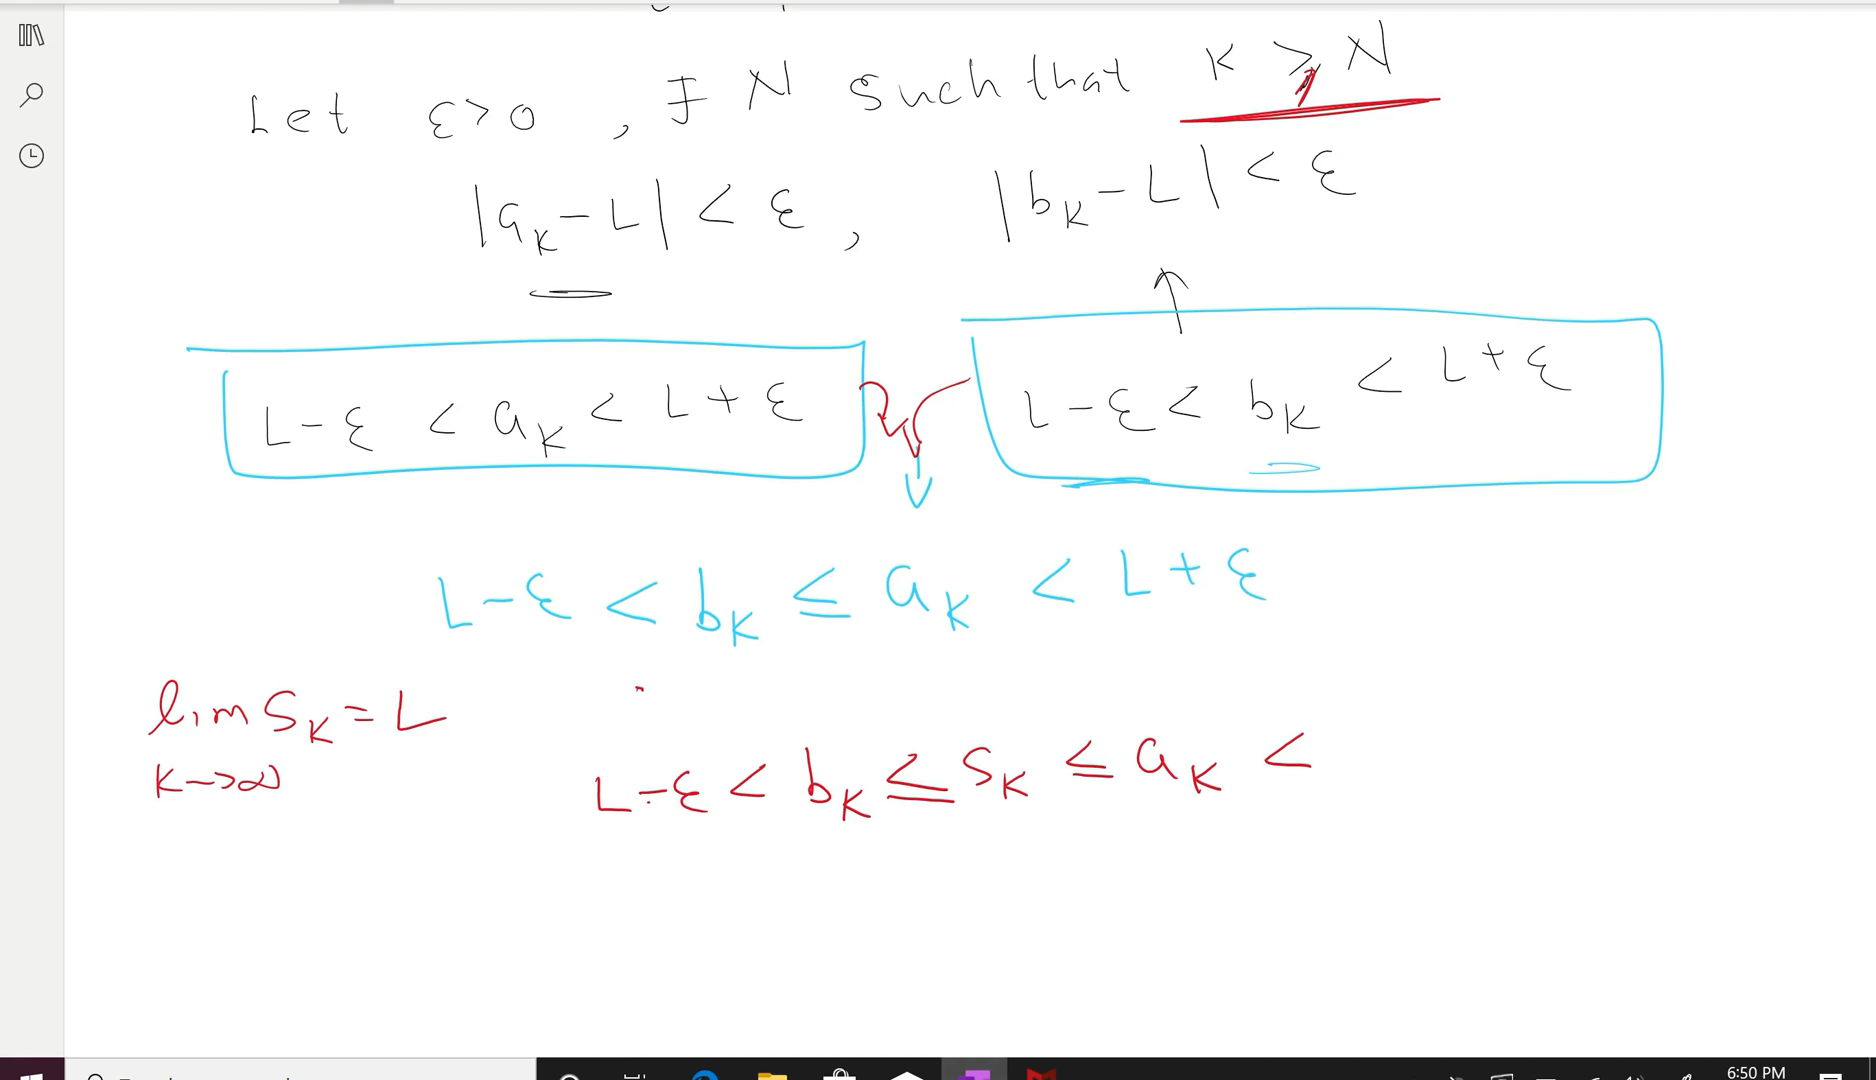 Let ε>0 , ∃ N such that K ≥ N
|a_K − L| < ε , |b_K − L| < ε
L−ε < a_K < L+ε
L−ε < b_K < L+ε
L−ε < b_K ≤ a_K < L+ε
lim S_K = L
K→∞
L−ε < b_K ≤ S_K ≤ a_K <
6:50 PM